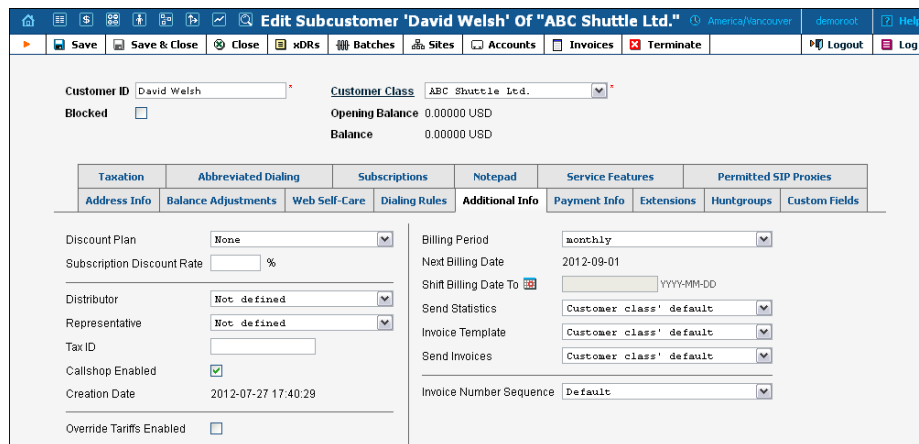 Edit Subcustomer 'David Welsh' Of "ABC Shuttle Ltd." America/Vancouver demoroot Help
Save Save & Close Close xDRs Batches Sites Accounts Invoices Terminate Logout Log
Customer ID David Welsh * Customer Class ABC Shuttle Ltd. *
Blocked Opening Balance 0.00000 USD
Balance 0.00000 USD
Taxation Abbreviated Dialing Subscriptions Notepad Service Features Permitted SIP Proxies
Address Info Balance Adjustments Web Self-Care Dialing Rules Additional Info Payment Info Extensions Huntgroups Custom Fields
Discount Plan None
Subscription Discount Rate %
Distributor Not defined
Representative Not defined
Tax ID
Callshop Enabled
Creation Date 2012-07-27 17:40:29
Override Tariffs Enabled
Billing Period monthly
Next Billing Date 2012-09-01
Shift Billing Date To YYYY-MM-DD
Send Statistics Customer class' default
Invoice Template Customer class' default
Send Invoices Customer class' default
Invoice Number Sequence Default